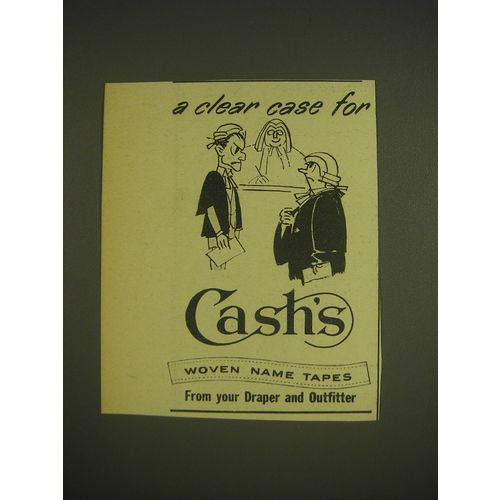 a clear case for
Cash's
WOVEN NAME TAPES
From your Draper and Outfitter